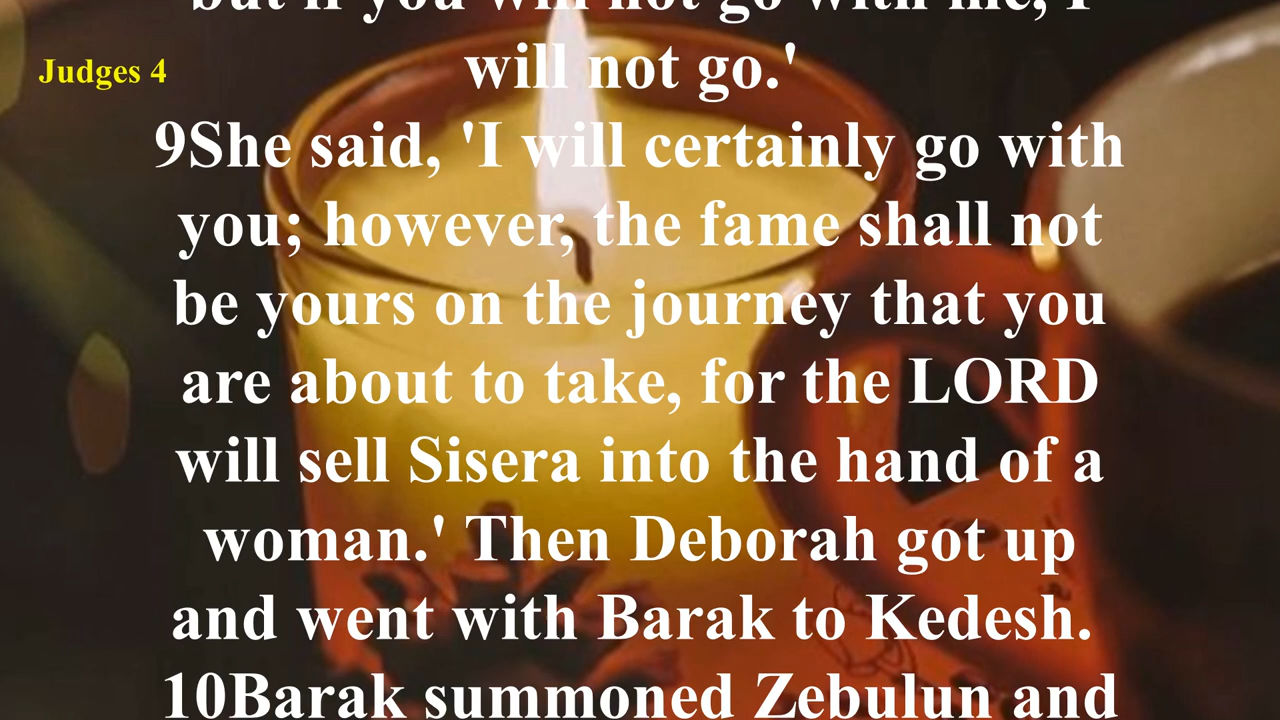 but if you will not go with me, I
will not go.'
Judges 4
9She said, 'I will certainly go with
you; however, the fame shall not
be yours on the journey that you
are about to take, for the LORD
will sell Sisera into the hand of a
woman.' Then Deborah got up
and went with Barak to Kedesh.
10Barak summoned Zebulun and